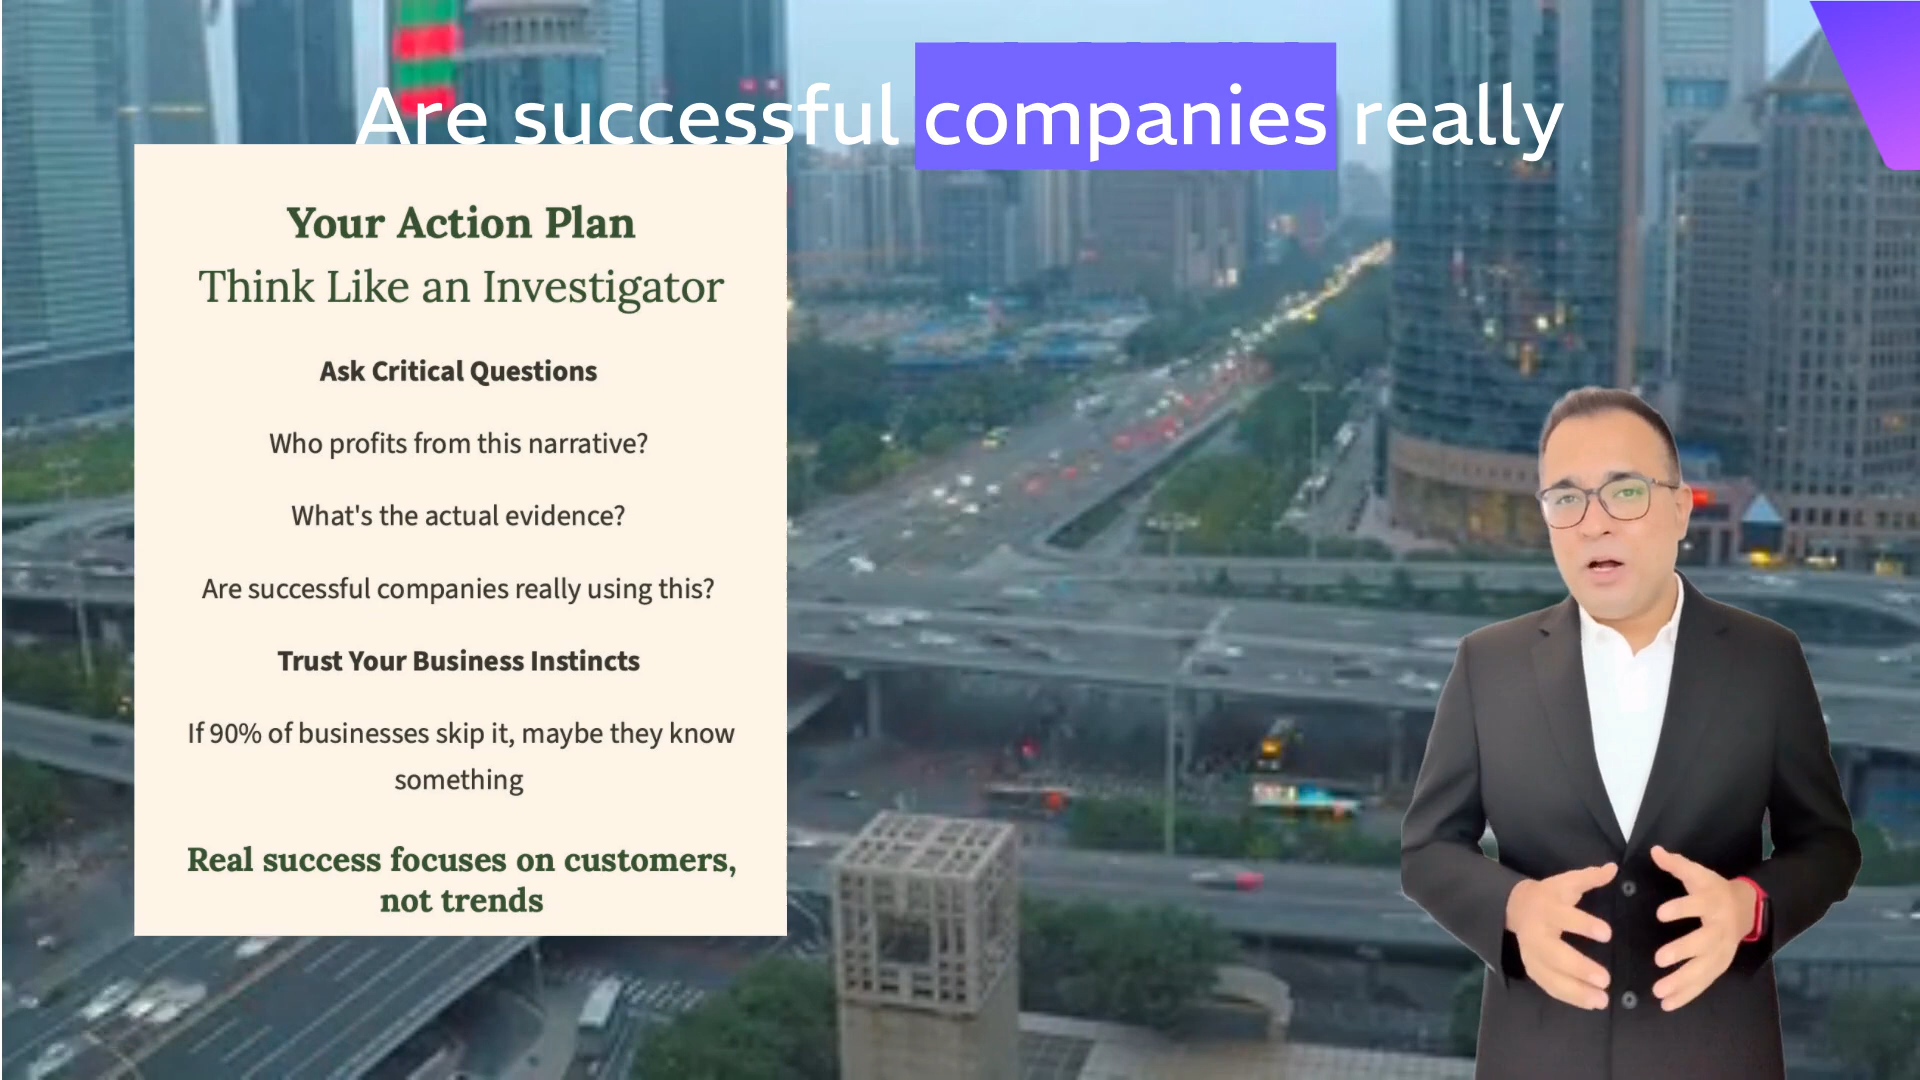 Are successful companies really
Your Action Plan
Think Like an Investigator
Ask Critical Questions
Who profits from this narrative?
What's the actual evidence?
Are successful companies really using this?
Trust Your Business Instincts
If 90% of businesses skip it, maybe they know
something
Real success focuses on customers,
not trends